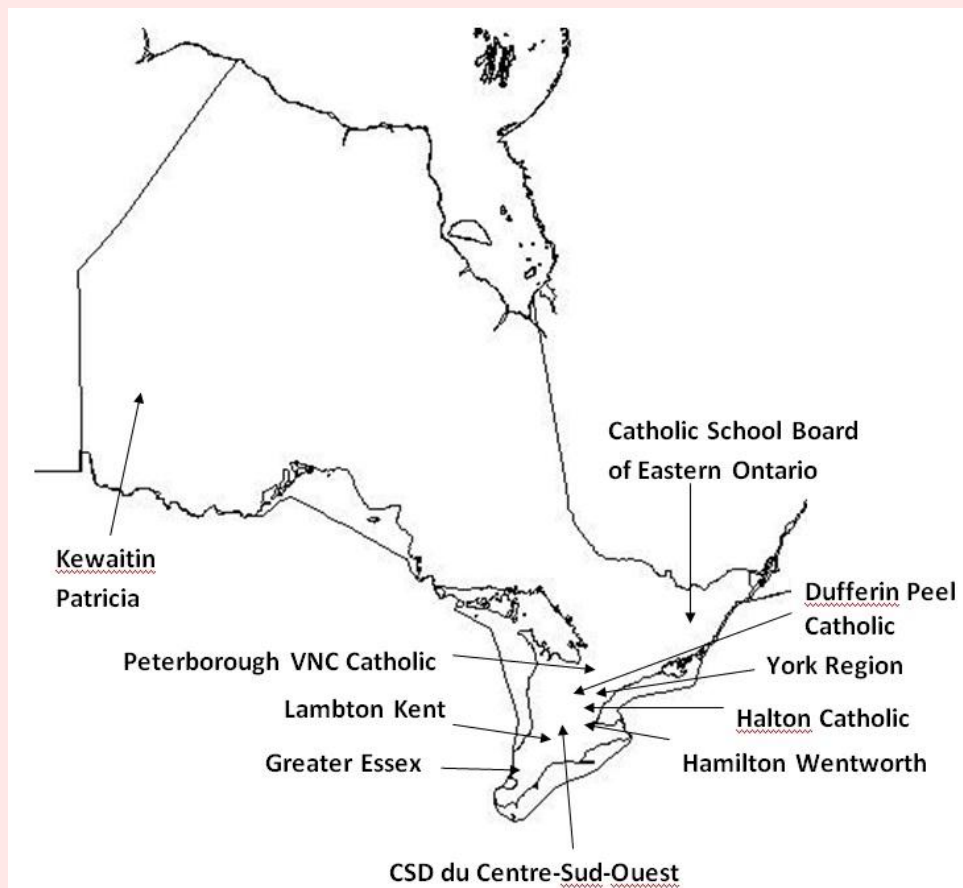 Catholic School Board
of Eastern Ontario
Kewaitin
Patricia
Dufferin Peel
Catholic
Peterborough VNC Catholic
York Region
Lambton Kent
Halton Catholic
Greater Essex
Hamilton Wentworth
CSD du Centre-Sud-Ouest